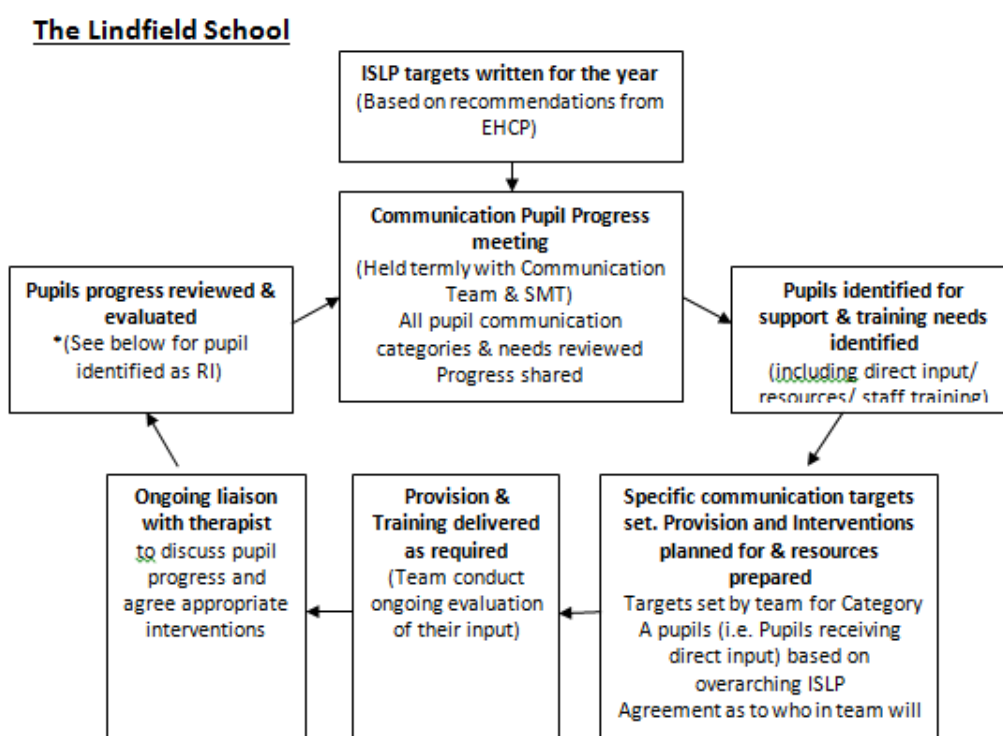 The Lindfield School
ISLP targets written for the year
(Based on recommendations from
EHCP)
Communication Pupil Progress
meeting
(Held termly with Communication
Team & SMT)
All pupil communication
categories & needs reviewed
Progress shared
Pupils identified for
support & training needs
identified
(including direct input/
resources/ staff training)
Specific communication targets
set. Provision and Interventions
planned for & resources
prepared
Targets set by team for Category
A pupils (i.e. Pupils receiving
direct input) based on
overarching ISLP
Agreement as to who in team will
Provision &
Training delivered
as required
(Team conduct
ongoing evaluation
of their input)
Ongoing liaison
with therapist
to discuss pupil
progress and
agree appropriate
interventions
Pupils progress reviewed &
evaluated
*(See below for pupil
identified as RI)